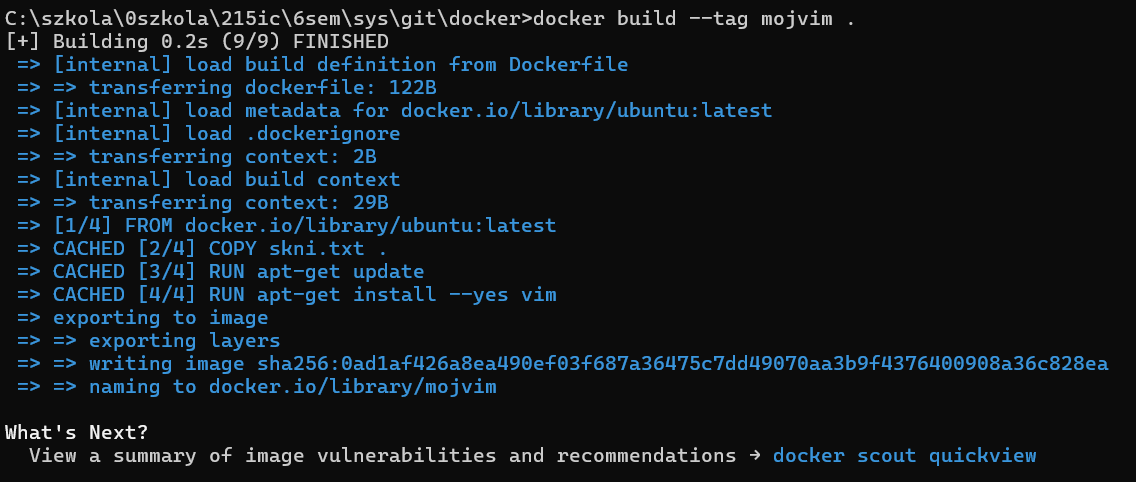 C:\szkola\0szkola\215ic\6sem\sys\git\docker>docker build --tag mojvim .
[+] Building 0.2s (9/9) FINISHED
=> [internal] load build definition from Dockerfile
=> => transferring dockerfile: 122B
=> [internal] load metadata for docker.io/library/ubuntu:latest
=> [internal] load .dockerignore
=> => transferring context: 2B
=> [internal] load build context
=> => transferring context: 29B
=> [1/4] FROM docker.io/library/ubuntu:latest
=> CACHED [2/4] COPY skni.txt .
=> CACHED [3/4] RUN apt-get update
=> CACHED [4/4] RUN apt-get install --yes vim
=> exporting to image
=> => exporting layers
=> => writing image sha256:0ad1af426a8ea490ef03f687a36475c7dd49070aa3b9f4376400908a36c828ea
=> => naming to docker.io/library/mojvim
What's Next?
View a summary of image vulnerabilities and recommendations → docker scout quickview